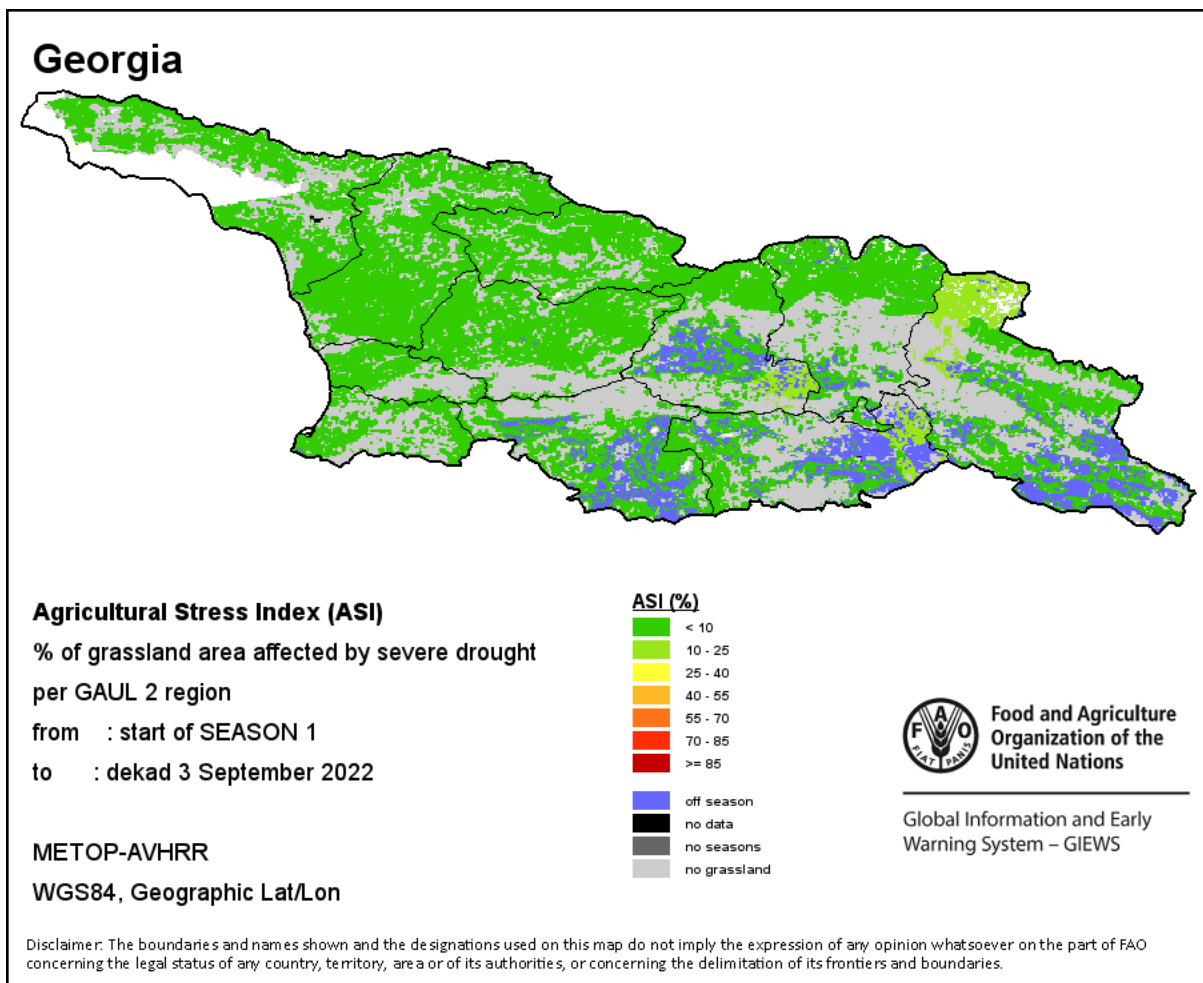 Georgia
Agricultural Stress Index (ASI)
% of grassland area affected by severe drought
per GAUL 2 region
from : start of SEASON 1
to : dekad 3 September 2022
METOP-AVHRR
WGS84, Geographic Lat/Lon
ASI (%)
< 10
10 - 25
25 - 40
40 - 55
55 - 70
70 - 85
>= 85
off season
no data
no seasons
no grassland
F A O
FIAT PANIS
Food and Agriculture
Organization of the
United Nations
Global Information and Early
Warning System – GIEWS
Disclaimer: The boundaries and names shown and the designations used on this map do not imply the expression of any opinion whatsoever on the part of FAO
concerning the legal status of any country, territory, area or of its authorities, or concerning the delimitation of its frontiers and boundaries.